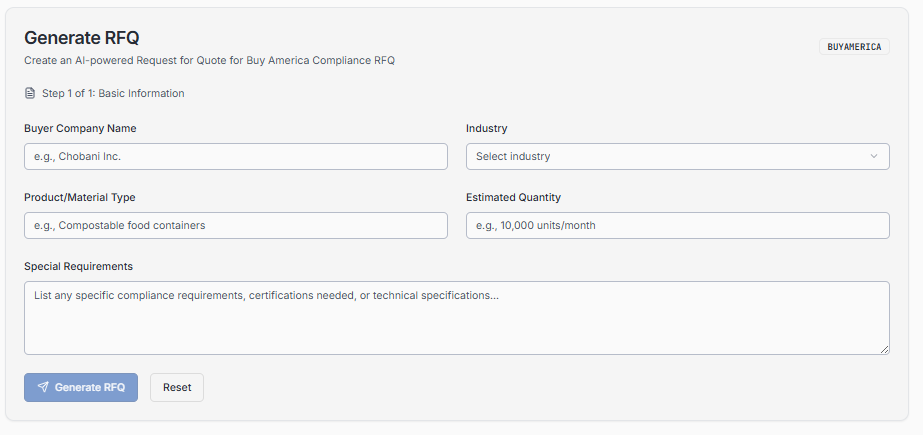 Generate RFQ
Create an AI-powered Request for Quote for Buy America Compliance RFQ
BUYAMERICA
Step 1 of 1: Basic Information
Buyer Company Name
e.g., Chobani Inc.
Industry
Select industry
Product/Material Type
e.g., Compostable food containers
Estimated Quantity
e.g., 10,000 units/month
Special Requirements
List any specific compliance requirements, certifications needed, or technical specifications...
Generate RFQ
Reset